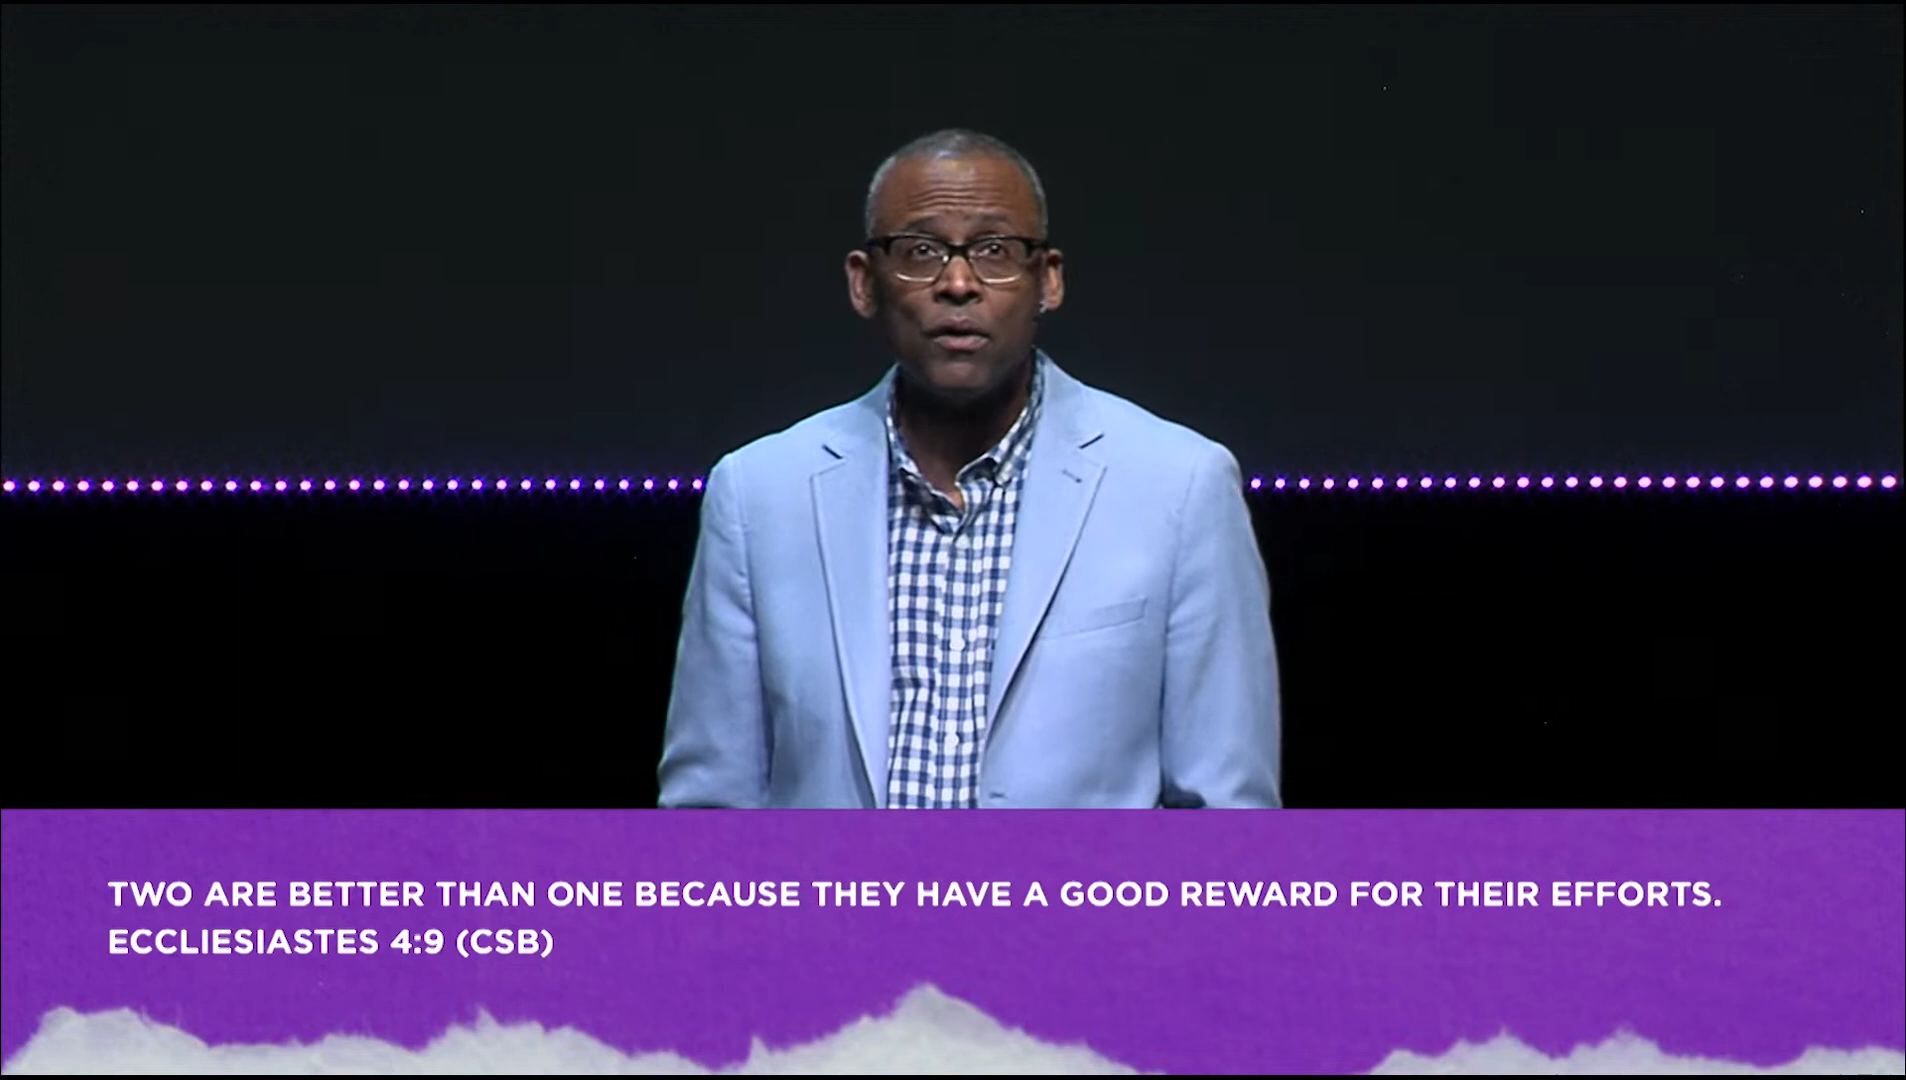 TWO ARE BETTER THAN ONE BECAUSE THEY HAVE A GOOD REWARD FOR THEIR EFFORTS.
ECCLIESIASTES 4:9 (CSB)